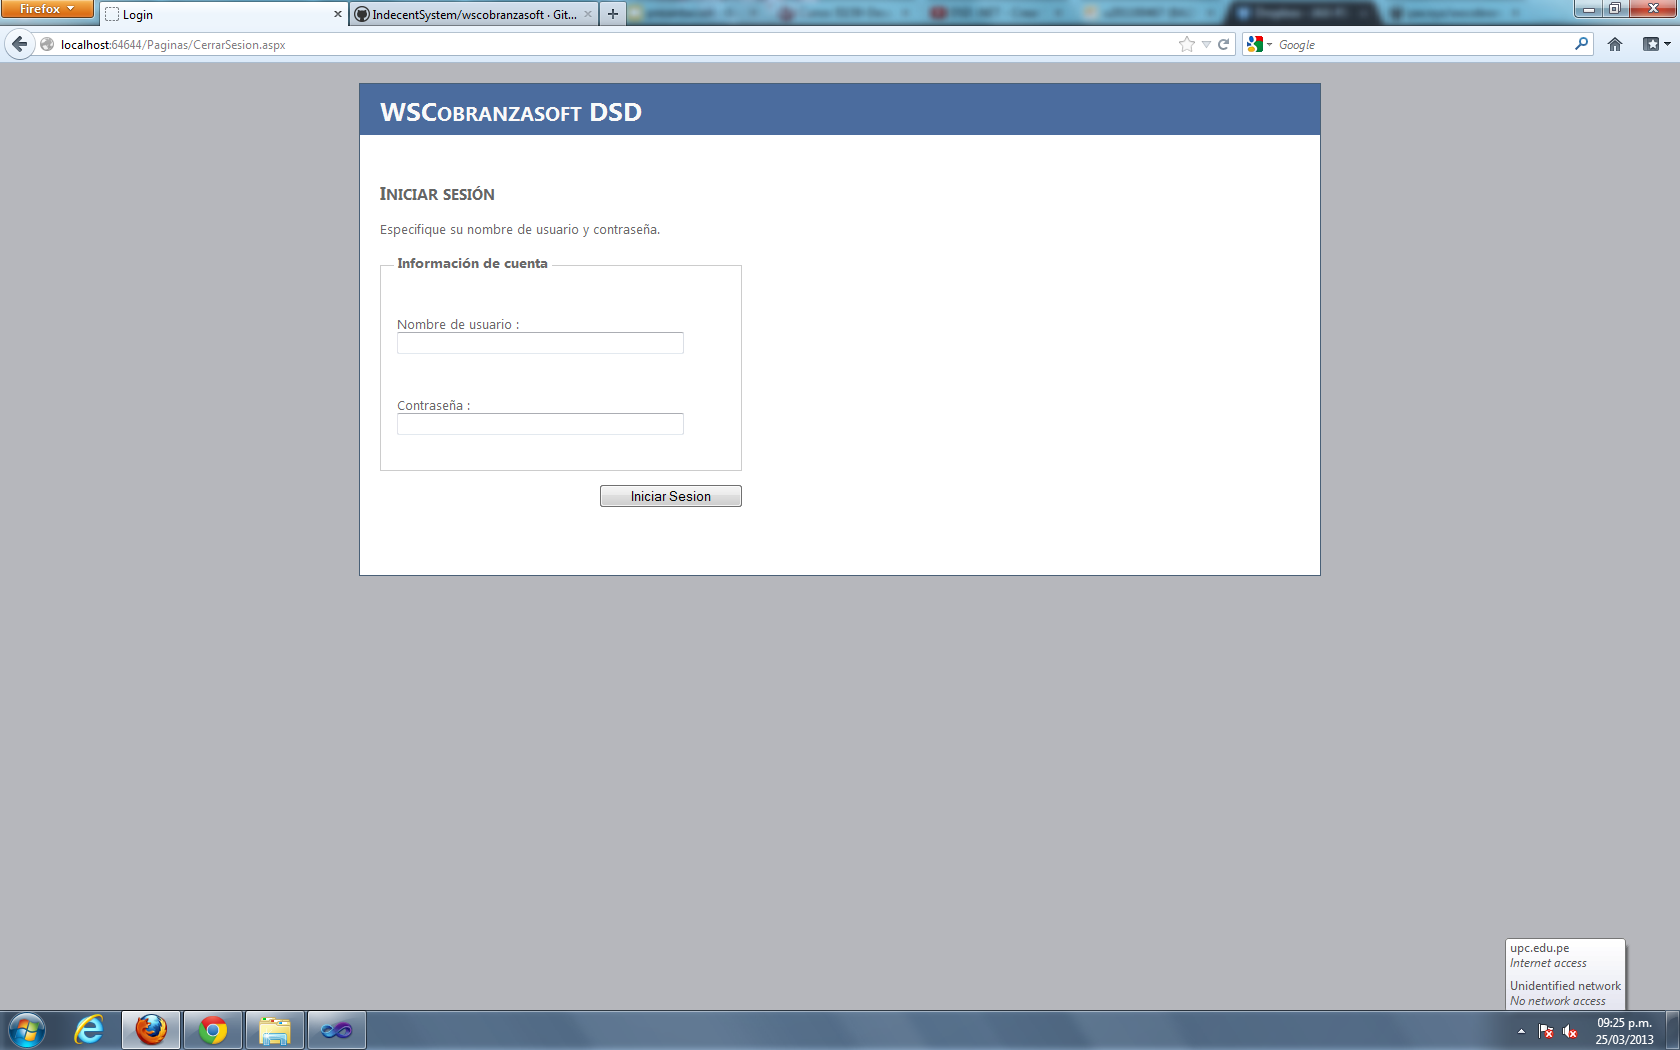 Firefox
Login
IndecentSystem/wscobranzasoft · Git...
localhost:64644/Paginas/CerrarSesion.aspx
Google
WSCobranzasoft DSD
Iniciar sesión
Especifique su nombre de usuario y contraseña.
Información de cuenta
Nombre de usuario :
Contraseña :
Iniciar Sesion
upc.edu.pe
Internet access
Unidentified network
No network access
09:25 p.m.
25/03/2013